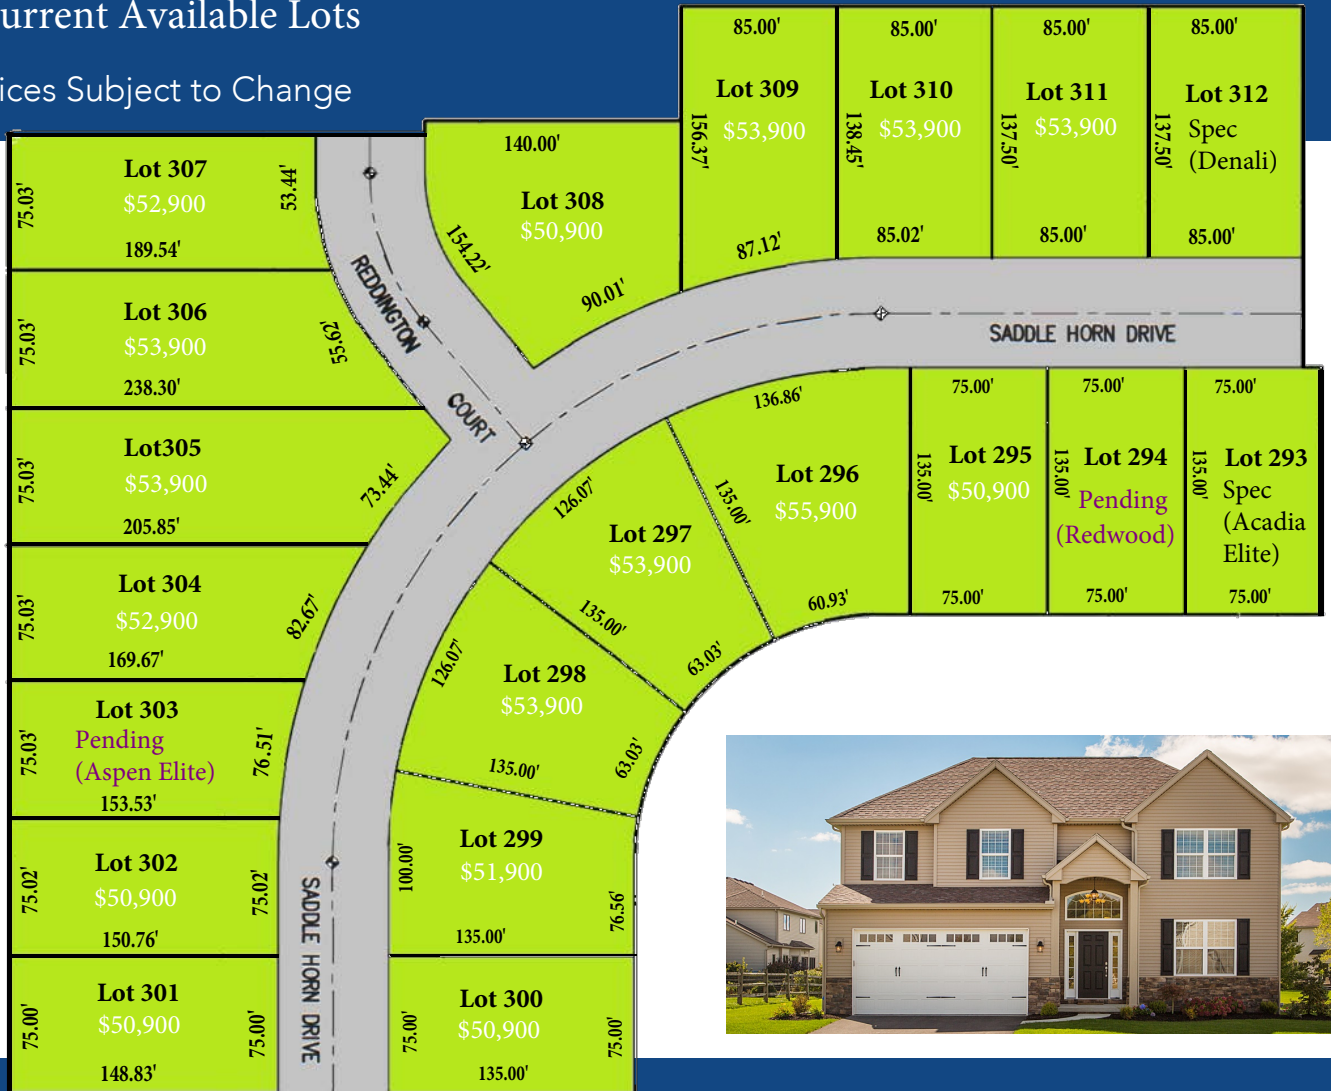 urrent Available Lots
ices Subject to Change
85.00'
Lot 309
$53,900
156.37'
87.12'
85.00'
Lot 310
$53,900
138.45'
85.02'
85.00'
Lot 311
$53,900
137.50'
85.00'
85.00'
Lot 312
Spec
(Denali)
137.50'
85.00'
140.00'
Lot 308
$50,900
154.22'
90.01'
Lot 307
$52,900
75.03'
53.44'
189.54'
Lot 306
$53,900
75.03'
55.62'
238.30'
REDDINGTON
COURT
SADDLE HORN DRIVE
Lot305
$53,900
75.03'
73.44'
205.85'
Lot 304
$52,900
75.03'
82.67'
169.67'
Lot 303
Pending
(Aspen Elite)
75.03'
76.51'
153.53'
Lot 302
$50,900
75.02'
75.02'
150.76'
Lot 301
$50,900
75.00'
75.00'
148.83'
SADDLE HORN DRIVE
136.86'
Lot 296
$55,900
135.00'
60.93'
75.00'
Lot 295
$50,900
135.00'
75.00'
75.00'
Lot 294
Pending
(Redwood)
135.00'
75.00'
75.00'
Lot 293
Spec
(Acadia
Elite)
135.00'
75.00'
126.07'
Lot 297
$53,900
135.00'
63.03'
126.07'
Lot 298
$53,900
63.03'
135.00'
Lot 299
$51,900
100.00'
76.56'
135.00'
Lot 300
$50,900
75.00'
75.00'
135.00'